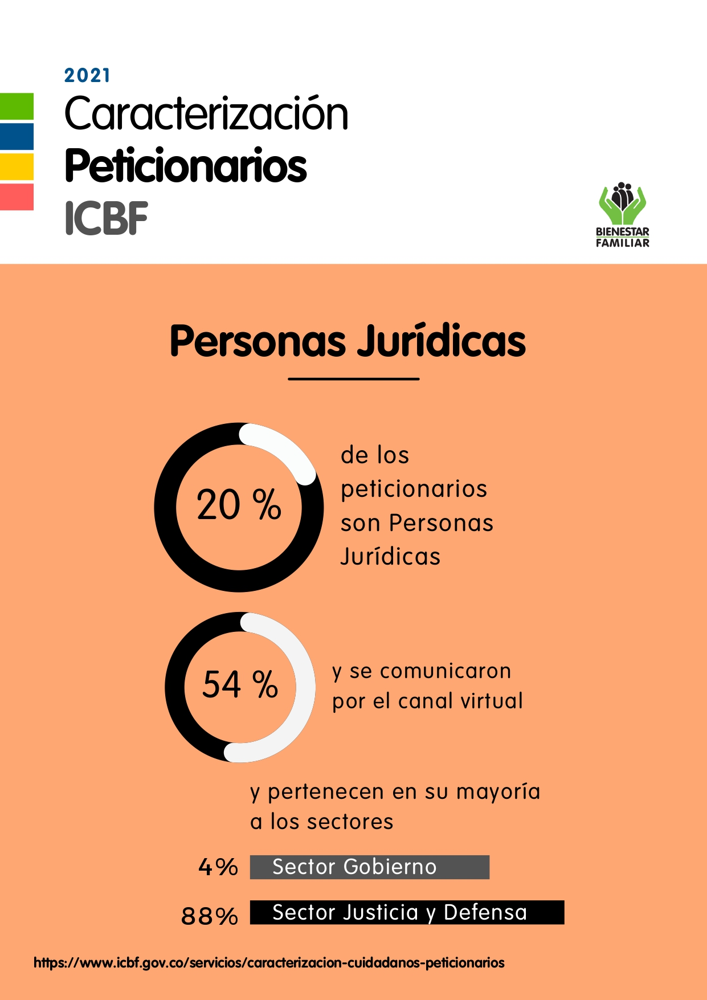 2021
Caracterización
Peticionarios
ICBF
BIENESTAR
FAMILIAR
Personas Jurídicas
20 %
de los
peticionarios
son Personas
Jurídicas
54 %
y se comunicaron
por el canal virtual
y pertenecen en su mayoría
a los sectores
4% Sector Gobierno
88% Sector Justicia y Defensa
https://www.icbf.gov.co/servicios/caracterizacion-cuidadanos-peticionarios